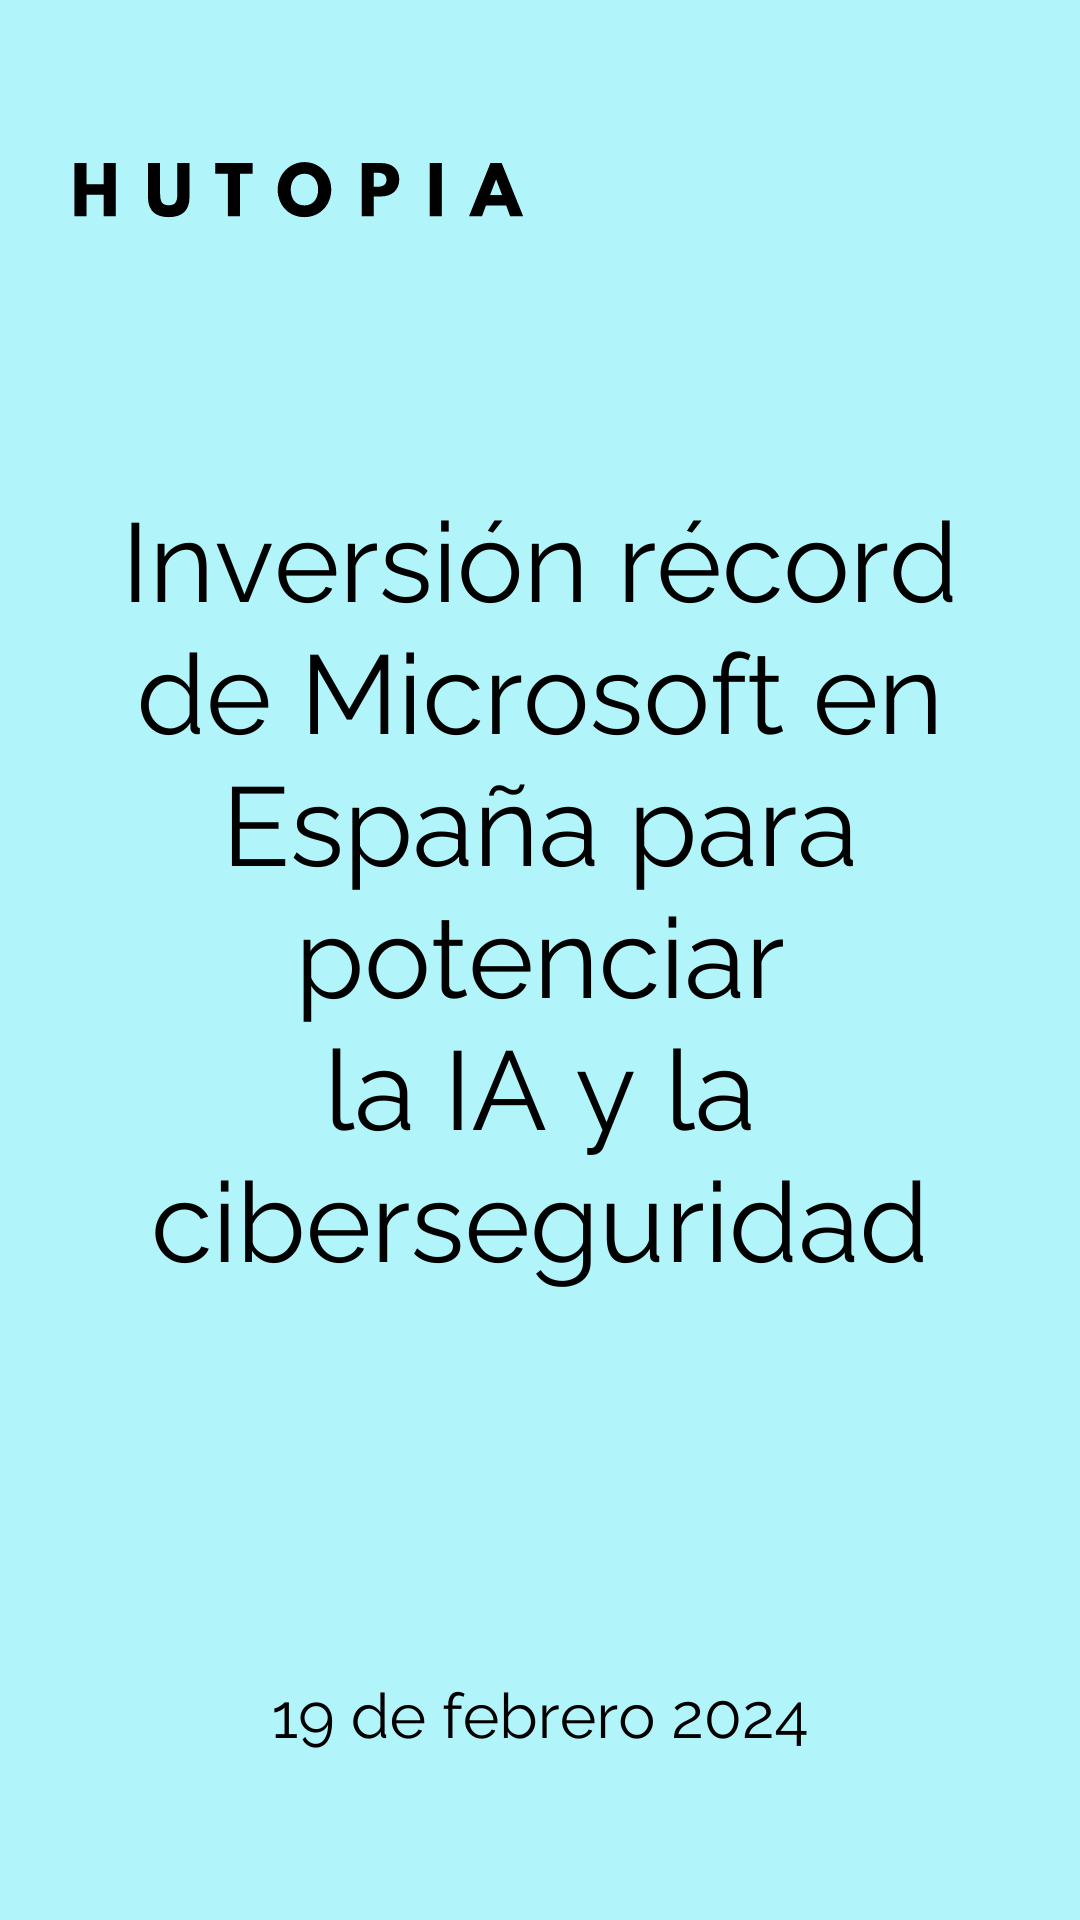 HUTOPIA
Inversión récord
de Microsoft en
España para
potenciar
la IA y la
ciberseguridad
19 de febrero 2024